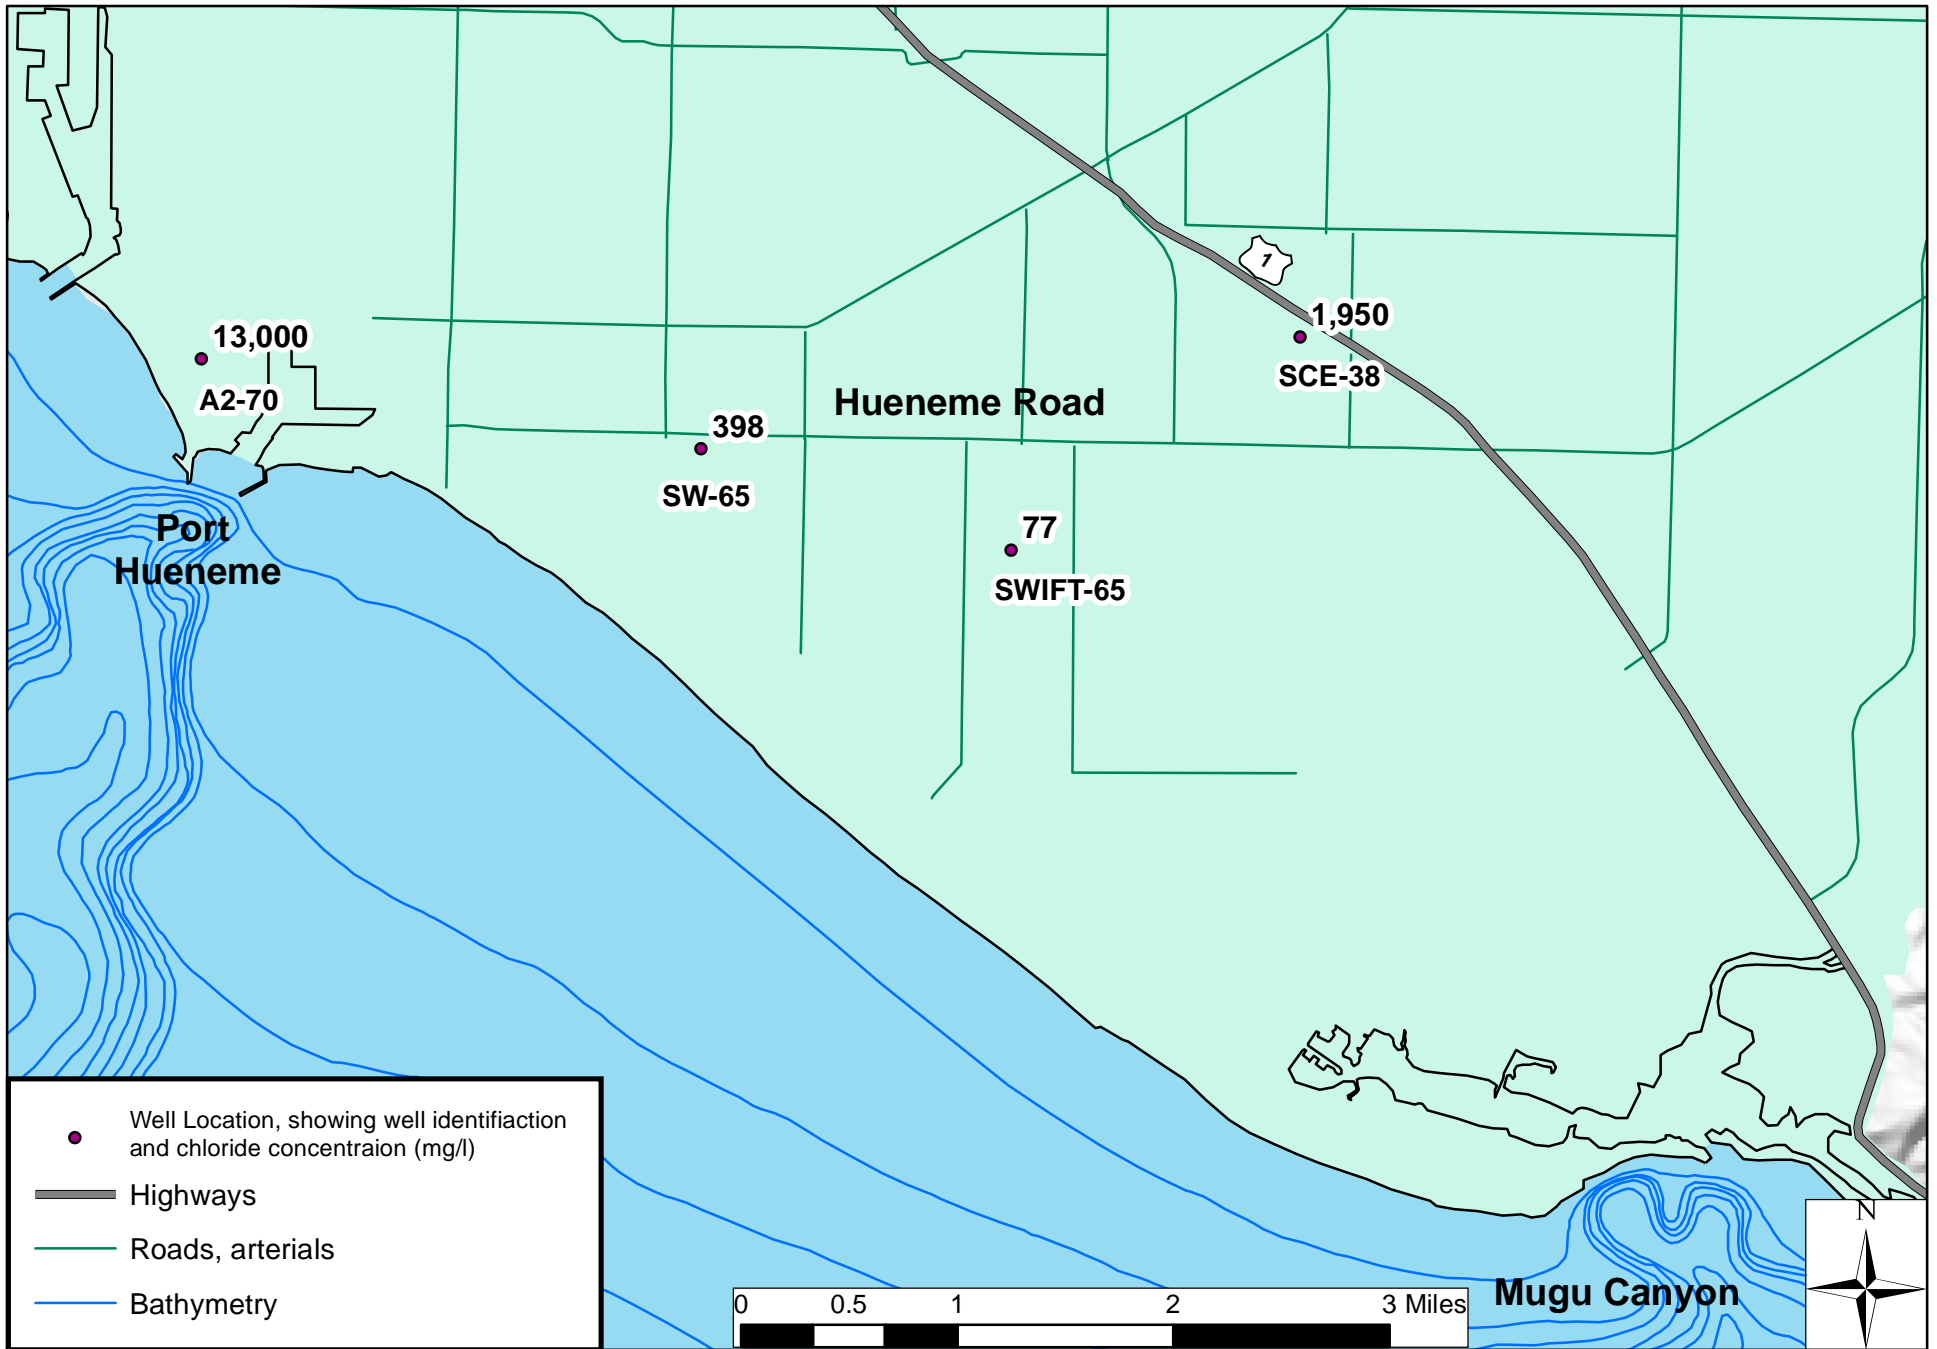 1
1,950
SCE-38
13,000
A2-70
Hueneme Road
398
SW-65
77
SWIFT-65
Port
Hueneme
Well Location, showing well identifiaction
and chloride concentraion (mg/l)
Highways
Roads, arterials
Bathymetry
0 0.5 1 2 3 Miles
Mugu Canyon
N